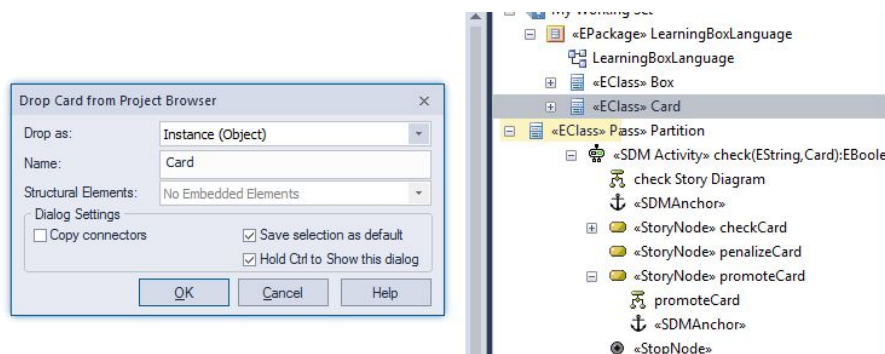 Drop Card from Project Browser
Drop as:
Instance (Object)
Name:
Card
Structural Elements:
No Embedded Elements
Dialog Settings
Copy connectors
Save selection as default
Hold Ctrl to Show this dialog
OK
Cancel
Help
My Working Set
«EPackage» LearningBoxLanguage
LearningBoxLanguage
«EClass» Box
«EClass» Card
«EClass» Partition
«SDM Activity» check(EString,Card):EBoole
check Story Diagram
«SDMAnchor»
«StoryNode» checkCard
«StoryNode» penalizeCard
«StoryNode» promoteCard
promoteCard
«SDMAnchor»
«StopNode»